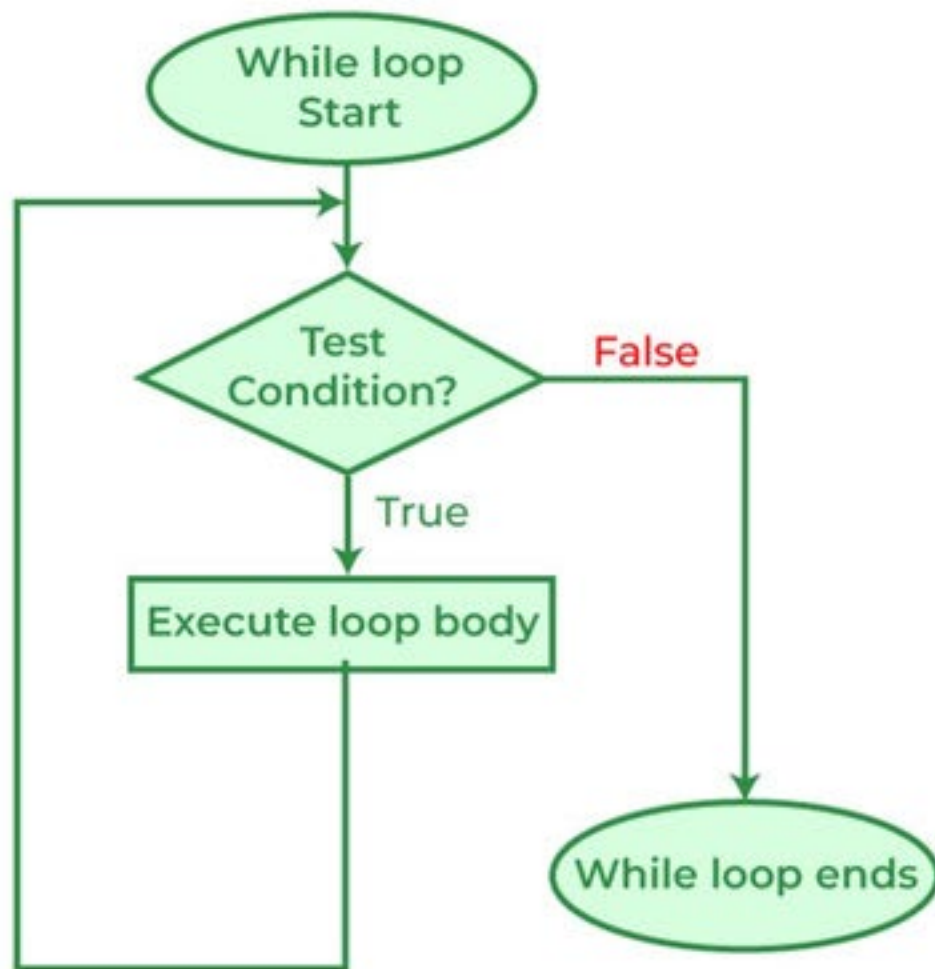 While loop
Start
Test
Condition?
False
True
Execute loop body
While loop ends